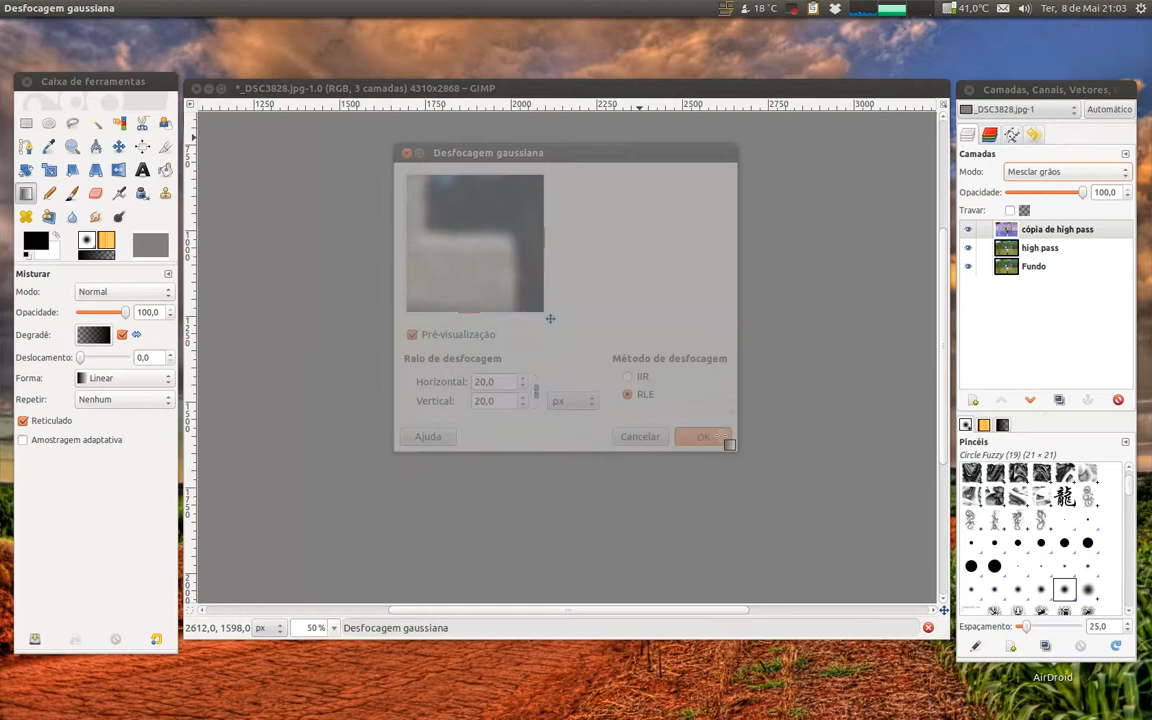 Desfocagem gaussiana
18 °C
41,0°C
Ter, 8 de Mai 21:03
Caixa de ferramentas
*_DSC3828.jpg-1.0 (RGB, 3 camadas) 4310x2868 – GIMP
Camadas, Canais, Vetores,
_DSC3828.jpg-1
Automático
1250
1500
1750
2000
2250
2500
2750
3000
Desfocagem gaussiana
Camadas
Modo:
Mesclar grãos
Opacidade:
100,0
Travar:
cópia de high pass
high pass
Fundo
Misturar
Modo:
Normal
Opacidade:
100,0
Degradê:
Deslocamento:
0,0
Forma:
Linear
Repetir:
Nenhum
Reticulado
Amostragem adaptativa
Pré-visualização
Raio de desfocagem
Método de desfocagem
Horizontal:
20,0
IIR
Vertical:
20,0
px
RLE
Ajuda
Cancelar
OK
Pincéis
Circle Fuzzy (19) (21 × 21)
龍
Espaçamento:
25,0
2612,0, 1598,0
px
50 %
Desfocagem gaussiana
AirDroid